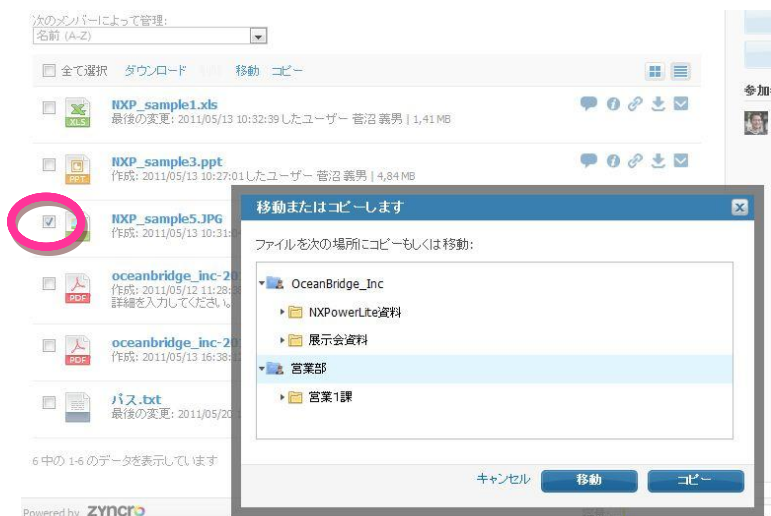 次のメンバーによって管理:
名前 (A-Z)
全て選択 ダウンロード 移動 コピー
NXP_sample1.xls
最後の変更: 2011/05/13 10:32:39 したユーザー 菅沼 義男 | 1,41 MB
XLS
NXP_sample3.ppt
作成: 2011/05/13 10:27:01 したユーザー 菅沼 義男 | 4,84 MB
PPT
NXP_sample5.JPG
作成: 2011/05/13 10:31:
oceanbridge_inc-20
作成: 2011/05/12 11:28:
詳細を入力してください。
PDF
oceanbridge_inc-20
作成: 2011/05/13 16:38:
PDF
パス.txt
最後の変更: 2011/05/20
6 中の 1-6 のデータを表示しています
Powered by zyncro
参加
移動またはコピーします
ファイルを次の場所にコピーもしくは移動:
OceanBridge_Inc
NXPowerLite資料
展示会資料
営業部
営業1課
キャンセル 移動 コピー